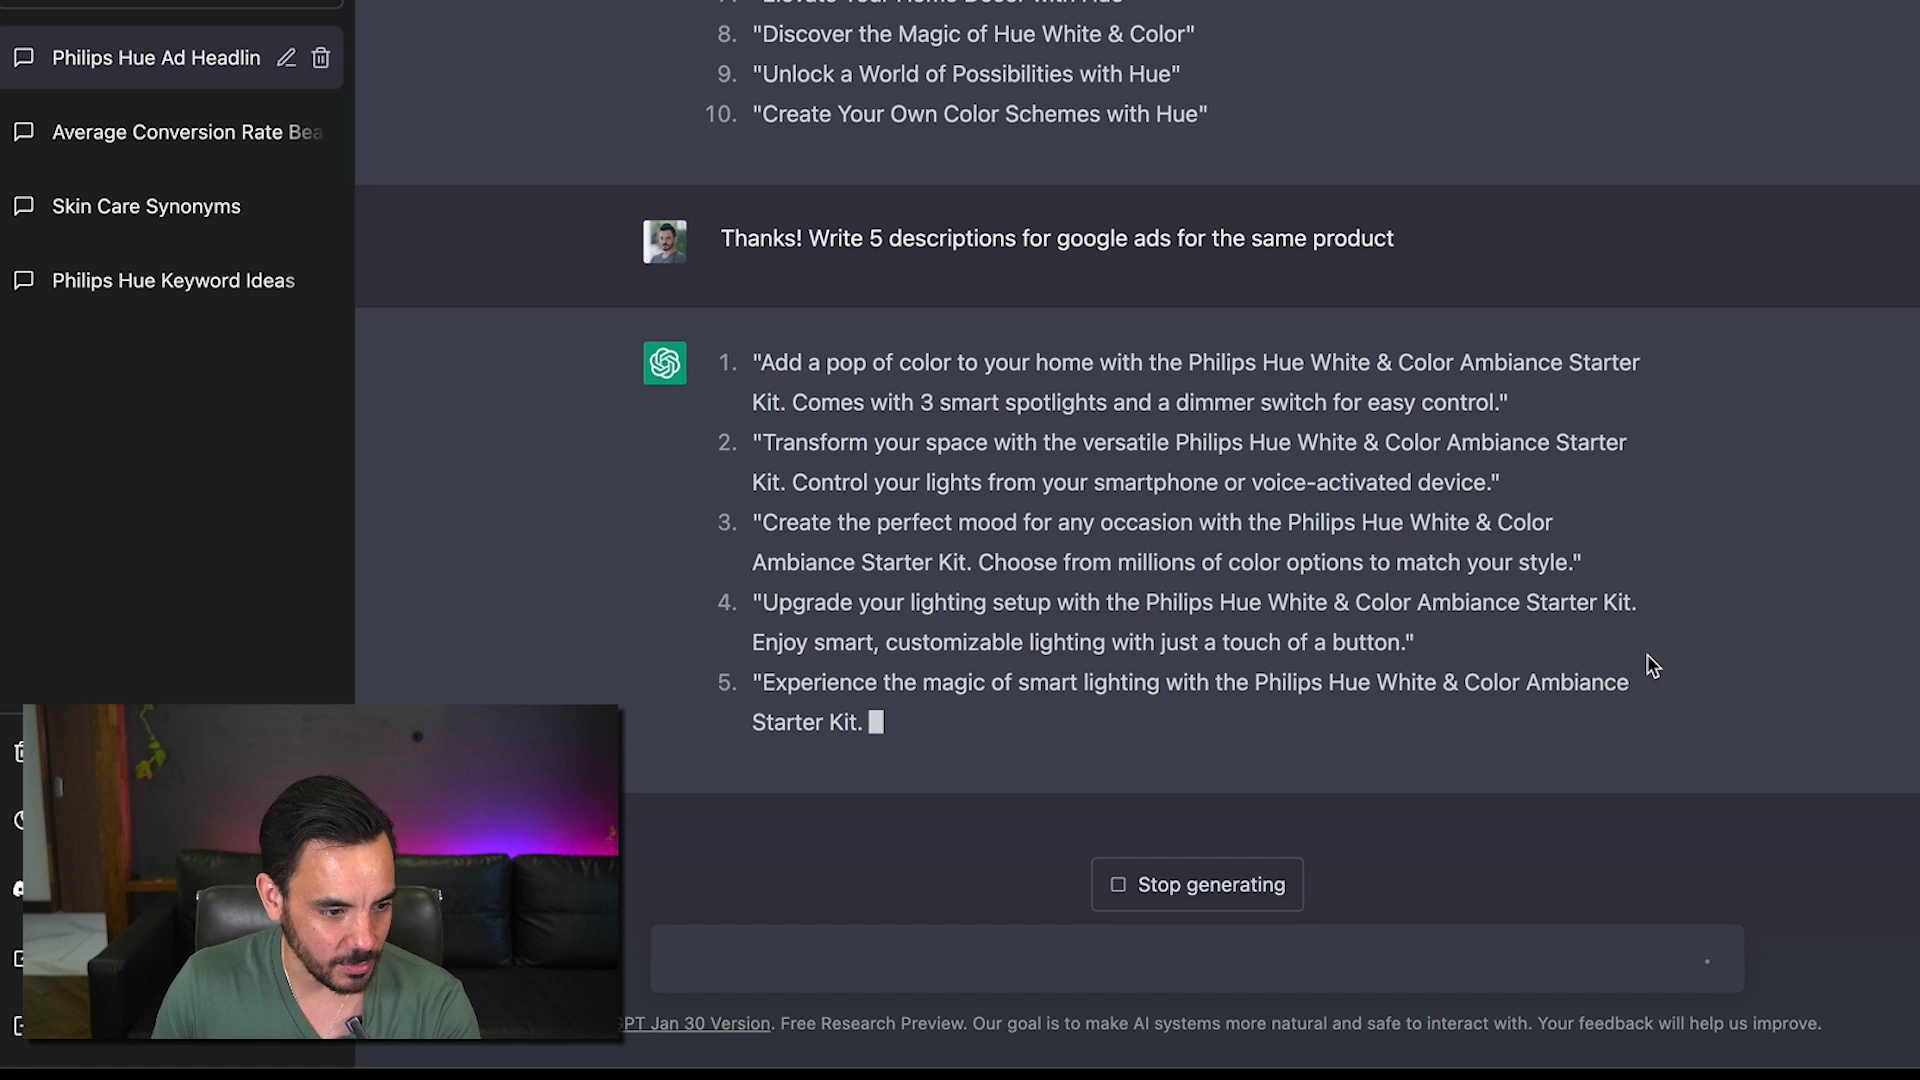 Philips Hue Ad Headlin
Average Conversion Rate Bea
Skin Care Synonyms
Philips Hue Keyword Ideas
8. "Discover the Magic of Hue White & Color"
9. "Unlock a World of Possibilities with Hue"
10. "Create Your Own Color Schemes with Hue"
Thanks! Write 5 descriptions for google ads for the same product
1. "Add a pop of color to your home with the Philips Hue White & Color Ambiance Starter
Kit. Comes with 3 smart spotlights and a dimmer switch for easy control."
2. "Transform your space with the versatile Philips Hue White & Color Ambiance Starter
Kit. Control your lights from your smartphone or voice-activated device."
3. "Create the perfect mood for any occasion with the Philips Hue White & Color
Ambiance Starter Kit. Choose from millions of color options to match your style."
4. "Upgrade your lighting setup with the Philips Hue White & Color Ambiance Starter Kit.
Enjoy smart, customizable lighting with just a touch of a button."
5. "Experience the magic of smart lighting with the Philips Hue White & Color Ambiance
Starter Kit.
Stop generating
PT Jan 30 Version. Free Research Preview. Our goal is to make AI systems more natural and safe to interact with. Your feedback will help us improve.